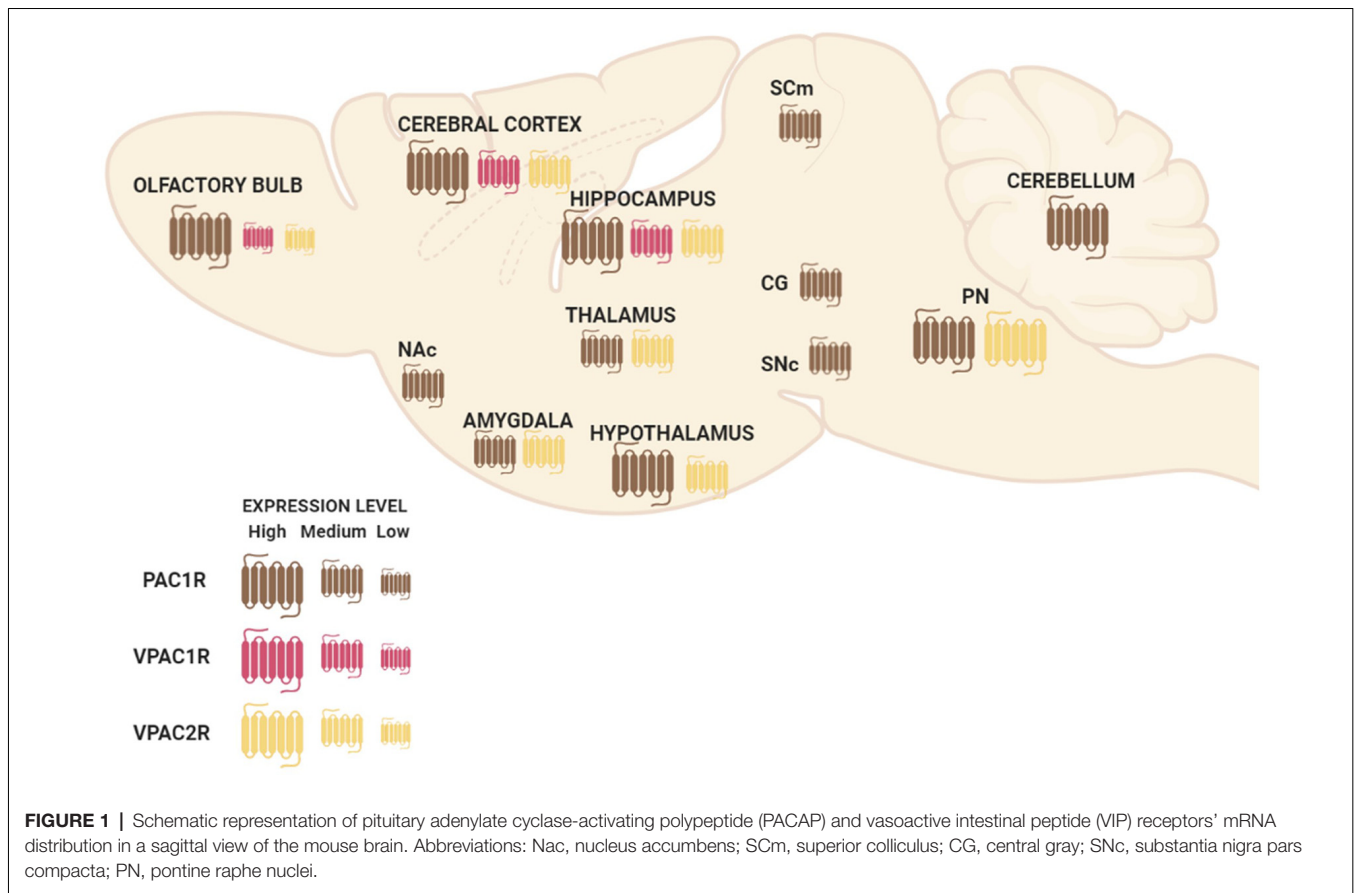 SCm
CEREBRAL CORTEX
OLFACTORY BULB
HIPPOCAMPUS
CEREBELLUM
CG
PN
THALAMUS
NAc
SNc
AMYGDALA
HYPOTHALAMUS
EXPRESSION LEVEL
High Medium Low
PAC1R
VPAC1R
VPAC2R
FIGURE 1 | Schematic representation of pituitary adenylate cyclase-activating polypeptide (PACAP) and vasoactive intestinal peptide (VIP) receptors’ mRNA
distribution in a sagittal view of the mouse brain. Abbreviations: Nac, nucleus accumbens; SCm, superior colliculus; CG, central gray; SNc, substantia nigra pars
compacta; PN, pontine raphe nuclei.